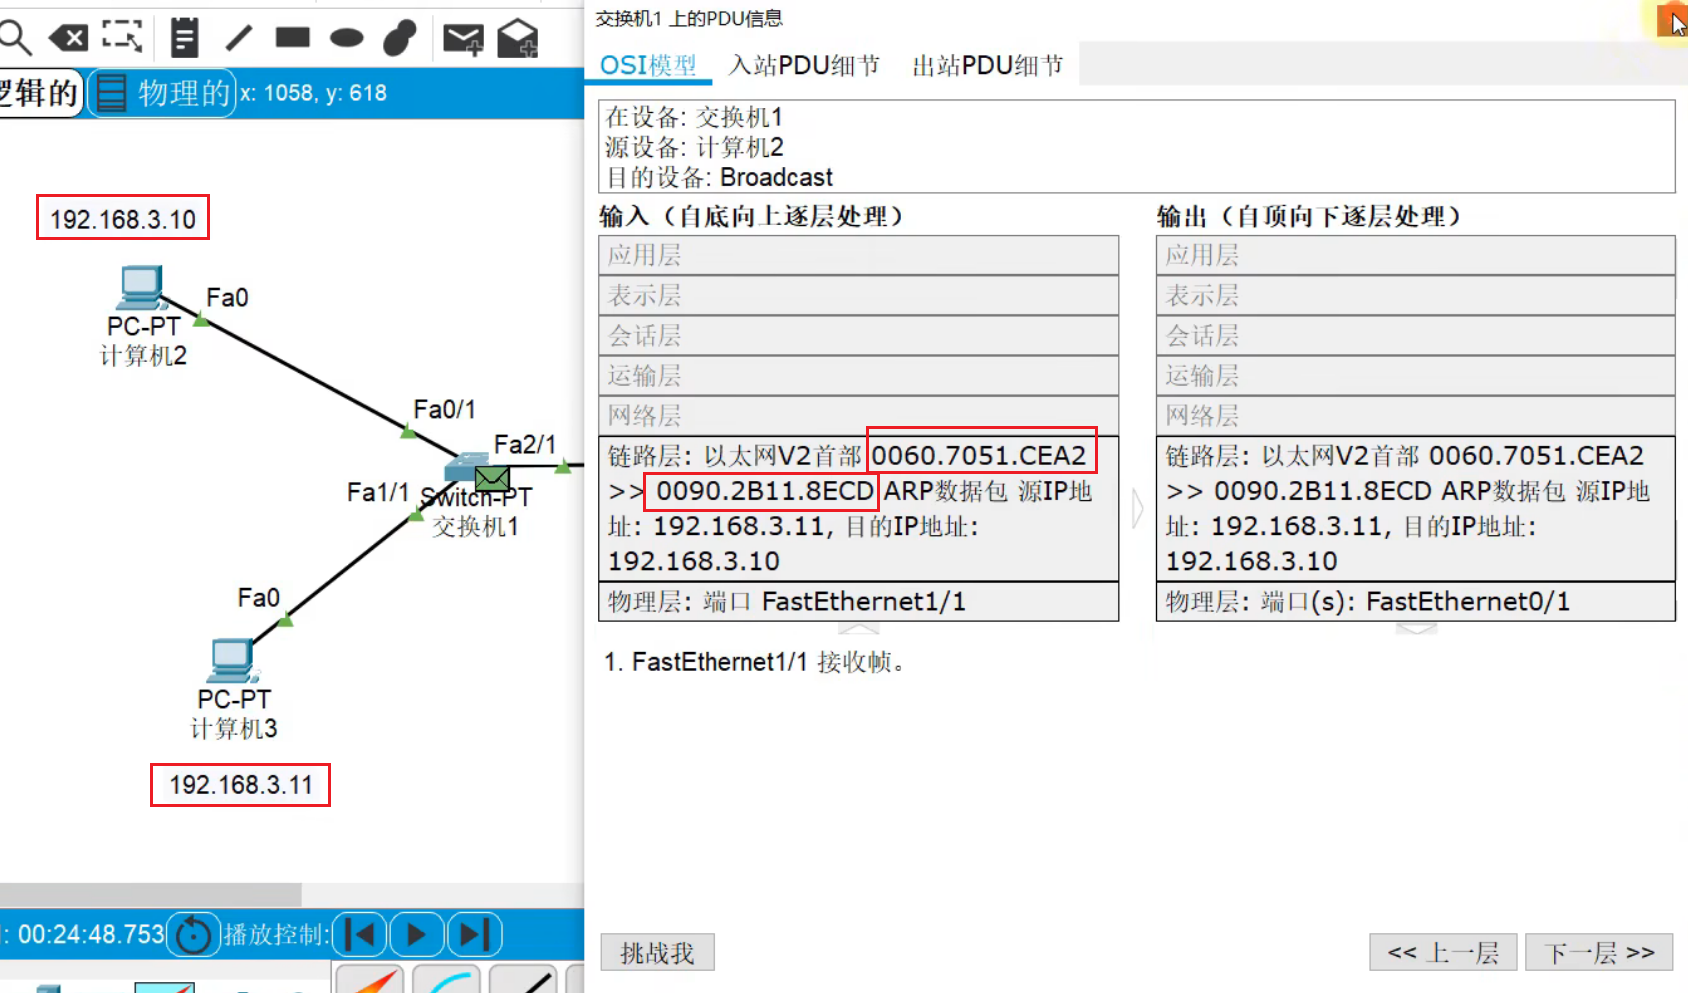 逻辑的
物理的
x: 1058, y: 618
192.168.3.10
Fa0
PC-PT
计算机2
Fa0/1
Fa2/1
Fa1/1
Switch-PT
交换机1
Fa0
PC-PT
计算机3
192.168.3.11
: 00:24:48.753
播放控制:
交换机1 上的PDU信息
OSI模型
入站PDU细节
出站PDU细节
在设备: 交换机1
源设备: 计算机2
目的设备: Broadcast
输入（自底向上逐层处理）
应用层
表示层
会话层
运输层
网络层
链路层: 以太网V2首部 0060.7051.CEA2
>> 0090.2B11.8ECD ARP数据包 源IP地
址: 192.168.3.11, 目的IP地址:
192.168.3.10
物理层: 端口 FastEthernet1/1
输出（自顶向下逐层处理）
应用层
表示层
会话层
运输层
网络层
链路层: 以太网V2首部 0060.7051.CEA2
>> 0090.2B11.8ECD ARP数据包 源IP地
址: 192.168.3.11, 目的IP地址:
192.168.3.10
物理层: 端口(s): FastEthernet0/1
1. FastEthernet1/1 接收帧。
挑战我
<< 上一层
下一层 >>